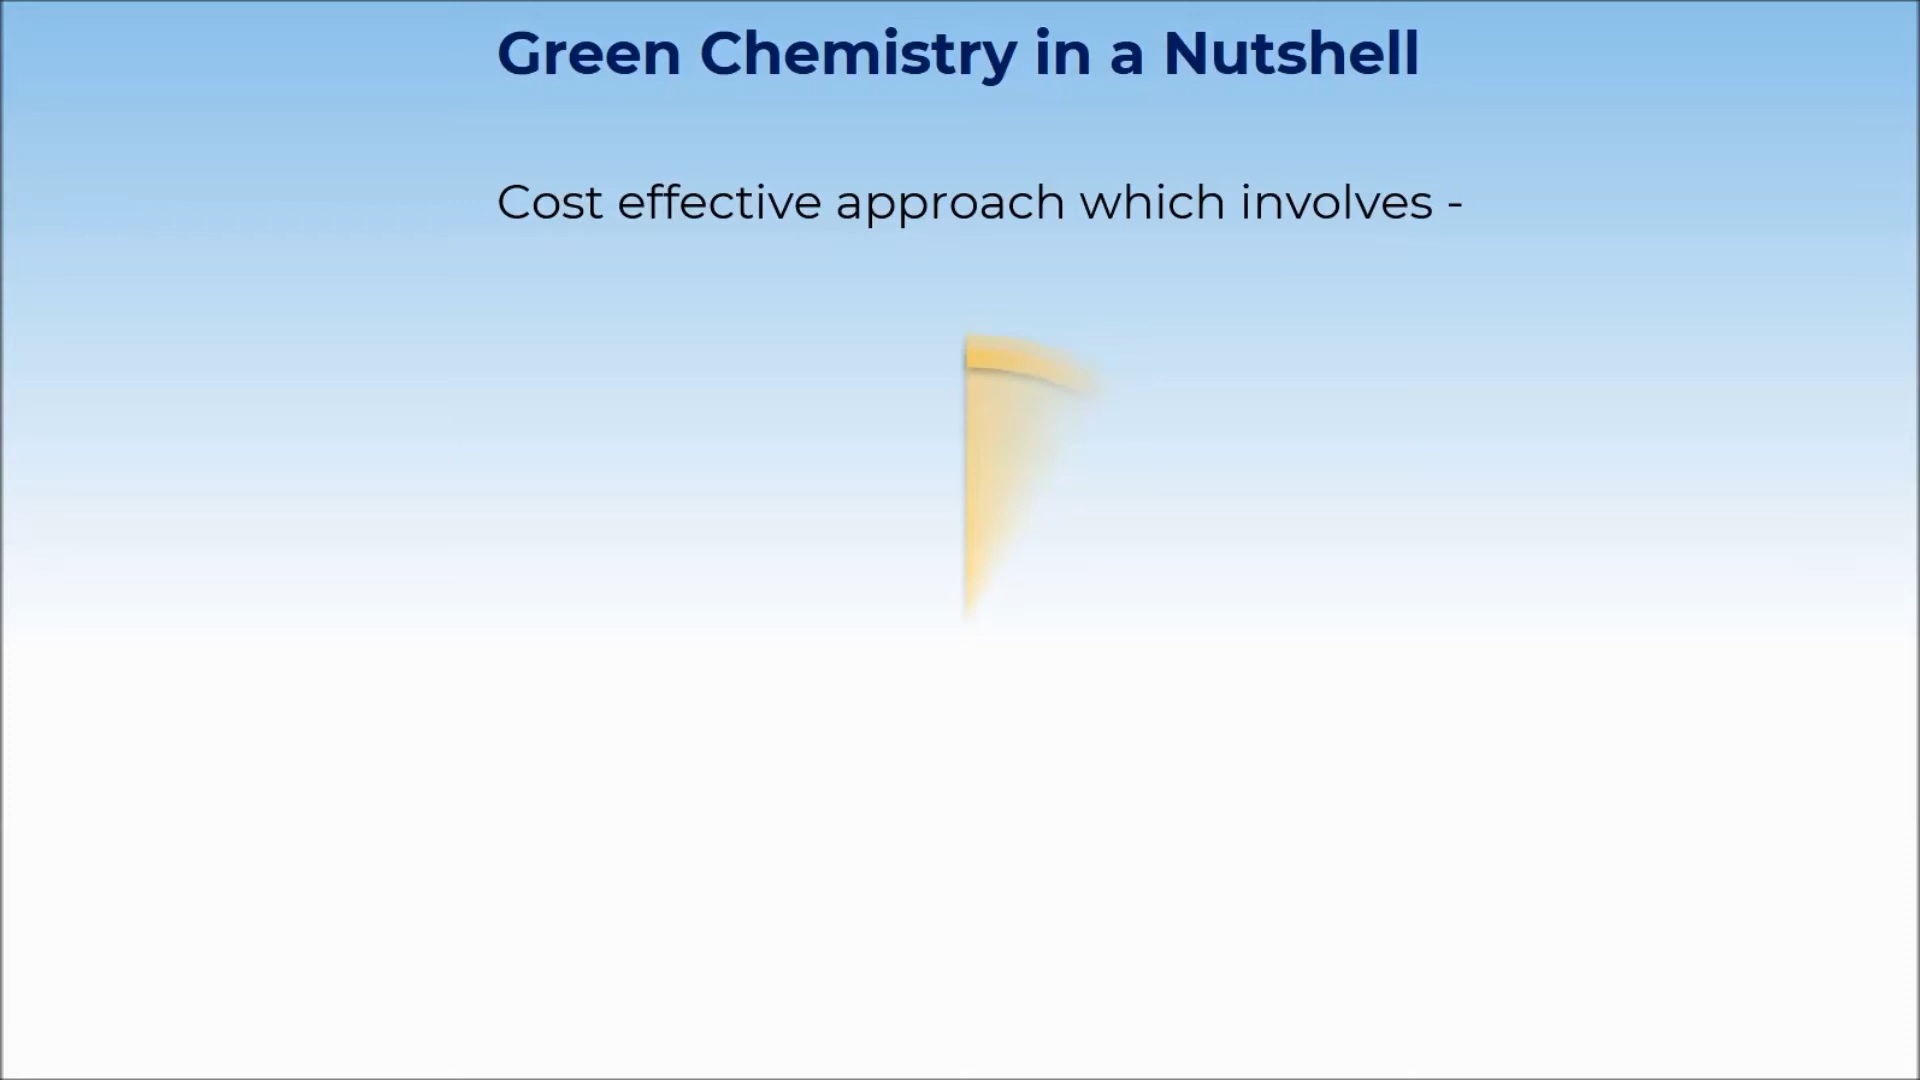 Green Chemistry in a Nutshell
Cost effective approach which involves -